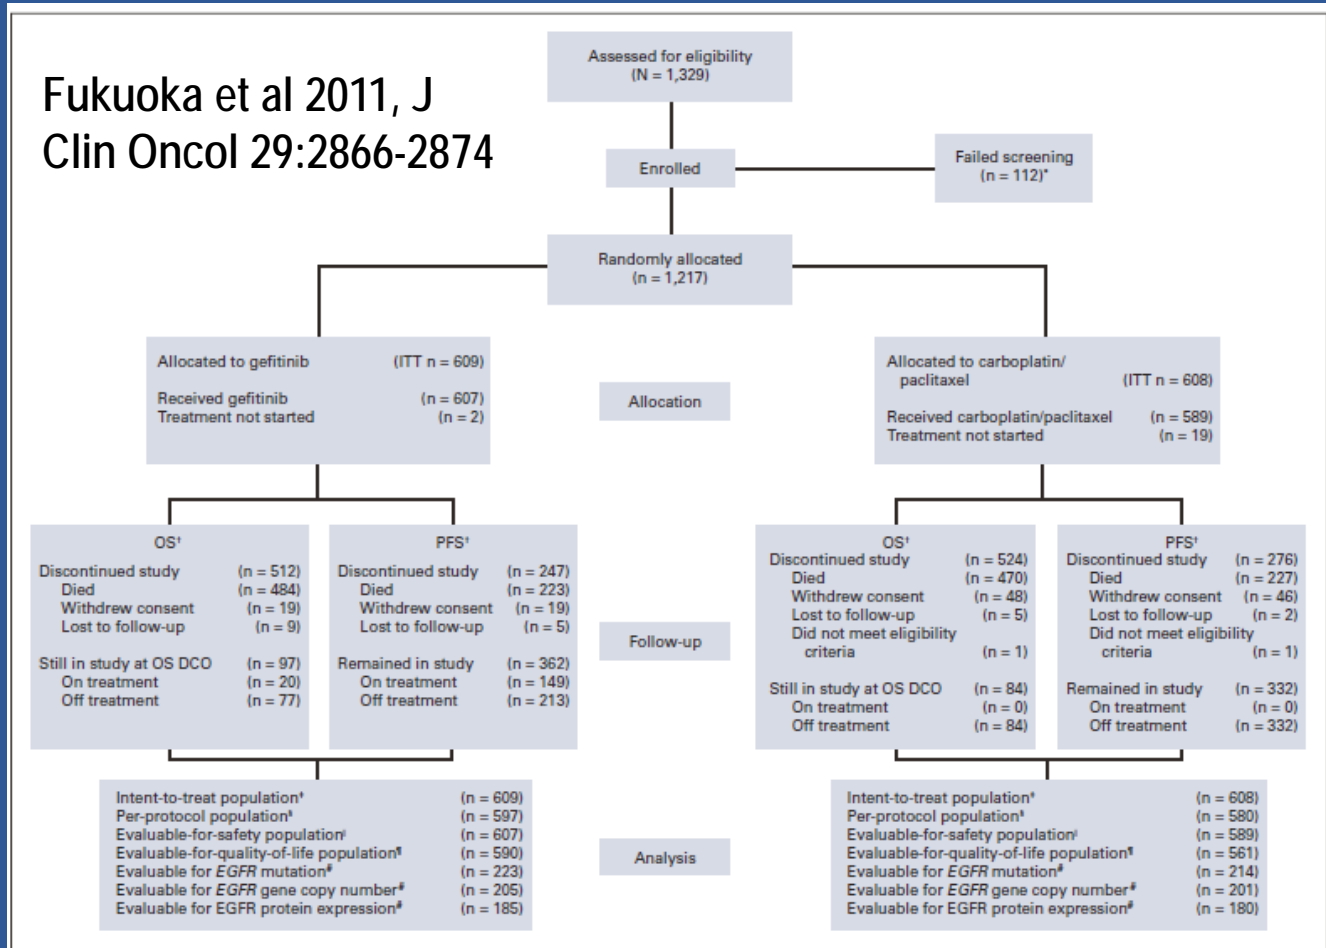 Fukuoka et al 2011, J
Clin Oncol 29:2866-2874
Assessed for eligibility
(N = 1,329)
Enrolled
Failed screening
(n = 112)*
Randomly allocated
(n = 1,217)
Allocated to gefitinib (ITT n = 609)
Received gefitinib (n = 607)
Treatment not started (n = 2)
Allocation
Allocated to carboplatin/
paclitaxel (ITT n = 608)
Received carboplatin/paclitaxel (n = 589)
Treatment not started (n = 19)
OS†
Discontinued study (n = 512)
Died (n = 484)
Withdrew consent (n = 19)
Lost to follow-up (n = 9)
Still in study at OS DCO (n = 97)
On treatment (n = 20)
Off treatment (n = 77)
PFS†
Discontinued study (n = 247)
Died (n = 223)
Withdrew consent (n = 19)
Lost to follow-up (n = 5)
Remained in study (n = 362)
On treatment (n = 149)
Off treatment (n = 213)
Follow-up
OS†
Discontinued study (n = 524)
Died (n = 470)
Withdrew consent (n = 48)
Lost to follow-up (n = 5)
Did not meet eligibility
criteria (n = 1)
Still in study at OS DCO (n = 84)
On treatment (n = 0)
Off treatment (n = 84)
PFS†
Discontinued study (n = 276)
Died (n = 227)
Withdrew consent (n = 46)
Lost to follow-up (n = 2)
Did not meet eligibility
criteria (n = 1)
Remained in study (n = 332)
On treatment (n = 0)
Off treatment (n = 332)
Intent-to-treat population‡ (n = 609)
Per-protocol population§ (n = 597)
Evaluable-for-safety population‖ (n = 607)
Evaluable-for-quality-of-life population¶ (n = 590)
Evaluable for EGFR mutation# (n = 223)
Evaluable for EGFR gene copy number# (n = 205)
Evaluable for EGFR protein expression# (n = 185)
Analysis
Intent-to-treat population‡ (n = 608)
Per-protocol population§ (n = 580)
Evaluable-for-safety population‖ (n = 589)
Evaluable-for-quality-of-life population¶ (n = 561)
Evaluable for EGFR mutation# (n = 214)
Evaluable for EGFR gene copy number# (n = 201)
Evaluable for EGFR protein expression# (n = 180)